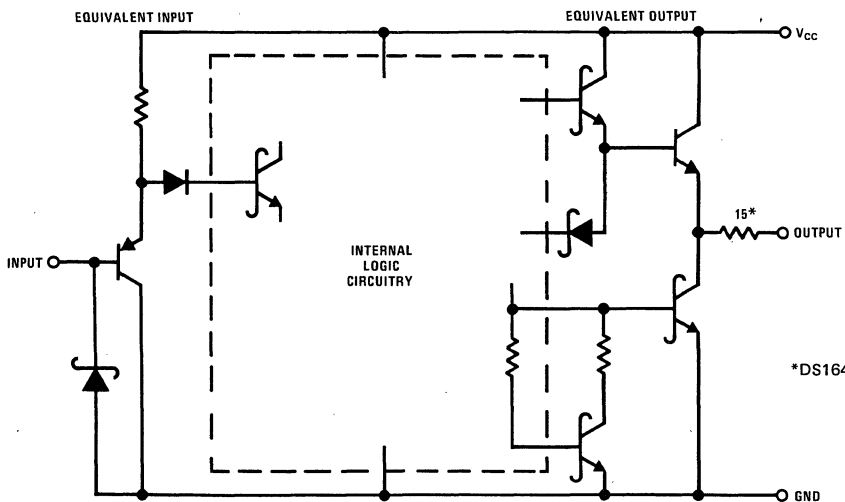 EQUIVALENT INPUT
EQUIVALENT OUTPUT
VCC
15*
OUTPUT
INPUT
INTERNAL
LOGIC
CIRCUITRY
*DS164
GND